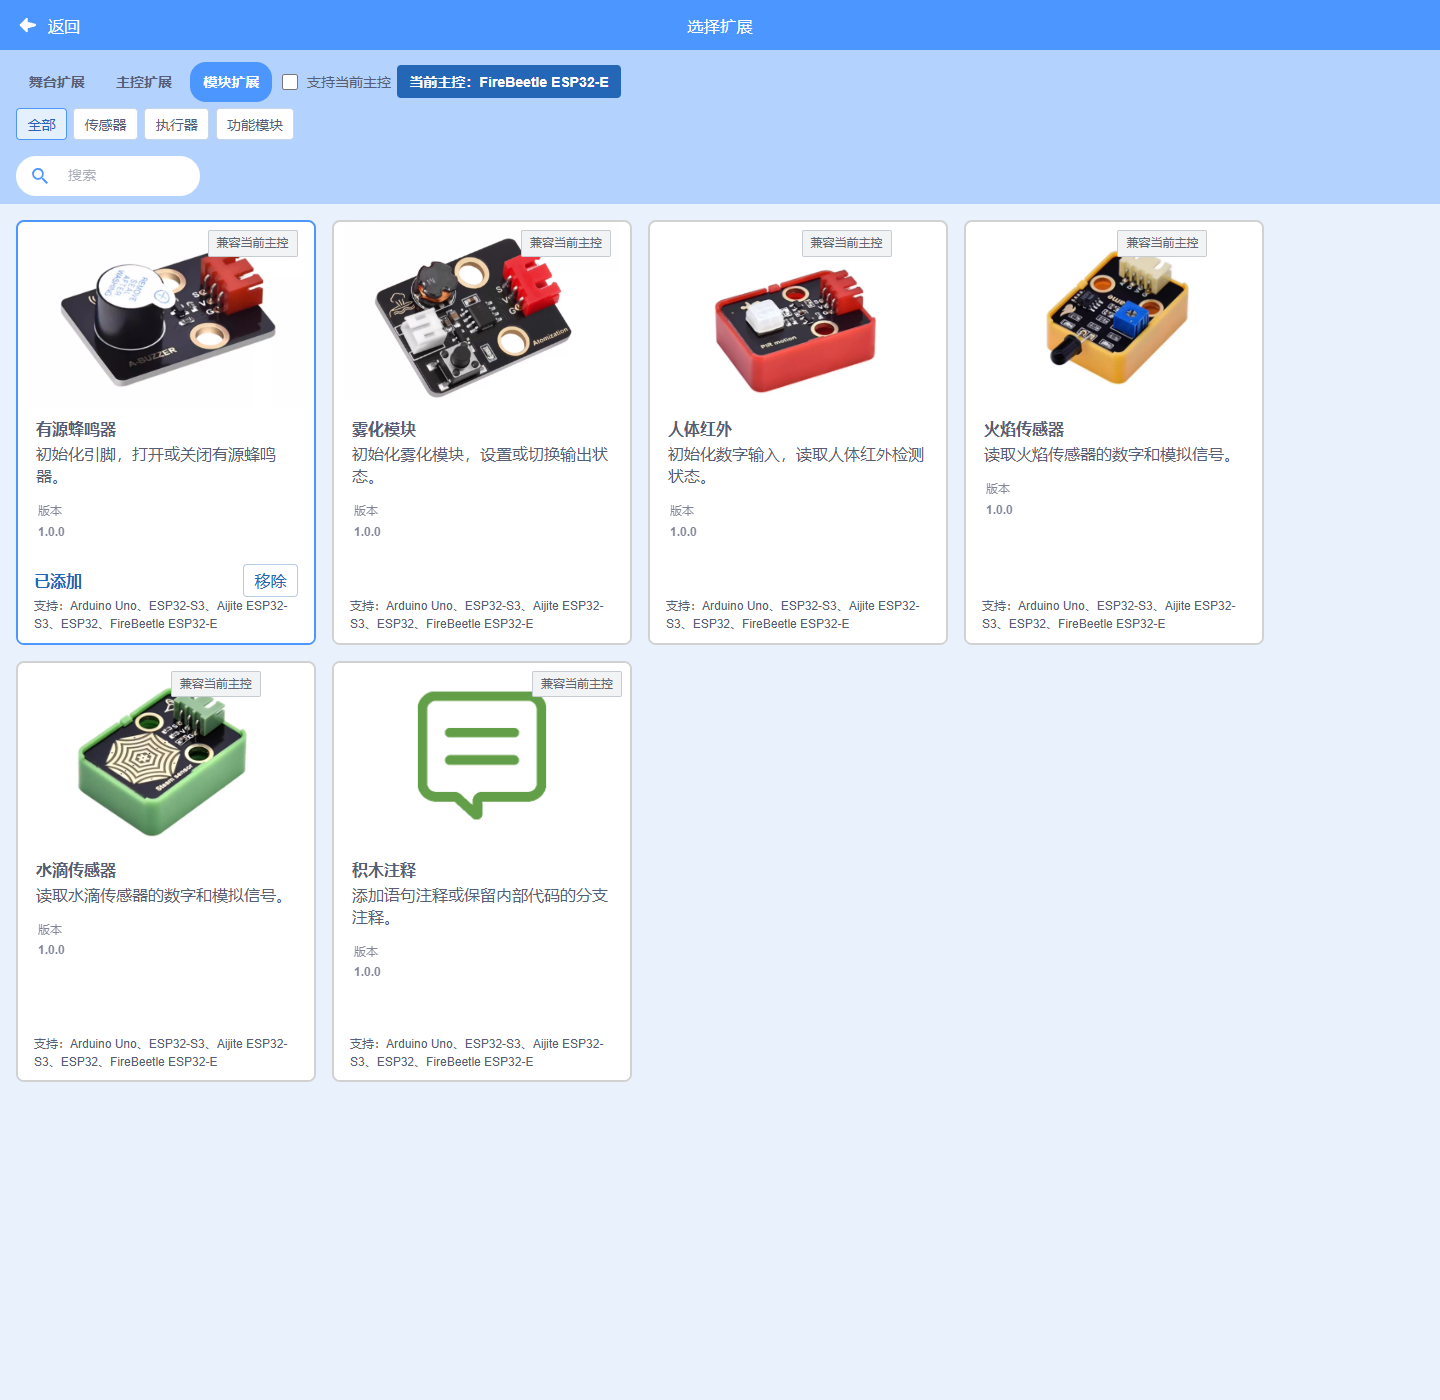 返回
选择扩展
舞台扩展
主控扩展
模块扩展
支持当前主控
当前主控：FireBeetle ESP32-E
全部
传感器
执行器
功能模块
搜索
兼容当前主控
A-BUZZER
有源蜂鸣器
初始化引脚，打开或关闭有源蜂鸣
器。
版本
1.0.0
已添加
移除
支持：Arduino Uno、ESP32-S3、Aijite ESP32-
S3、ESP32、FireBeetle ESP32-E
兼容当前主控
Atomization
雾化模块
初始化雾化模块，设置或切换输出状
态。
版本
1.0.0
支持：Arduino Uno、ESP32-S3、Aijite ESP32-
S3、ESP32、FireBeetle ESP32-E
兼容当前主控
PIR motion
人体红外
初始化数字输入，读取人体红外检测
状态。
版本
1.0.0
支持：Arduino Uno、ESP32-S3、Aijite ESP32-
S3、ESP32、FireBeetle ESP32-E
兼容当前主控
火焰传感器
读取火焰传感器的数字和模拟信号。
版本
1.0.0
支持：Arduino Uno、ESP32-S3、Aijite ESP32-
S3、ESP32、FireBeetle ESP32-E
兼容当前主控
Steam sensor
水滴传感器
读取水滴传感器的数字和模拟信号。
版本
1.0.0
支持：Arduino Uno、ESP32-S3、Aijite ESP32-
S3、ESP32、FireBeetle ESP32-E
兼容当前主控
积木注释
添加语句注释或保留内部代码的分支
注释。
版本
1.0.0
支持：Arduino Uno、ESP32-S3、Aijite ESP32-
S3、ESP32、FireBeetle ESP32-E